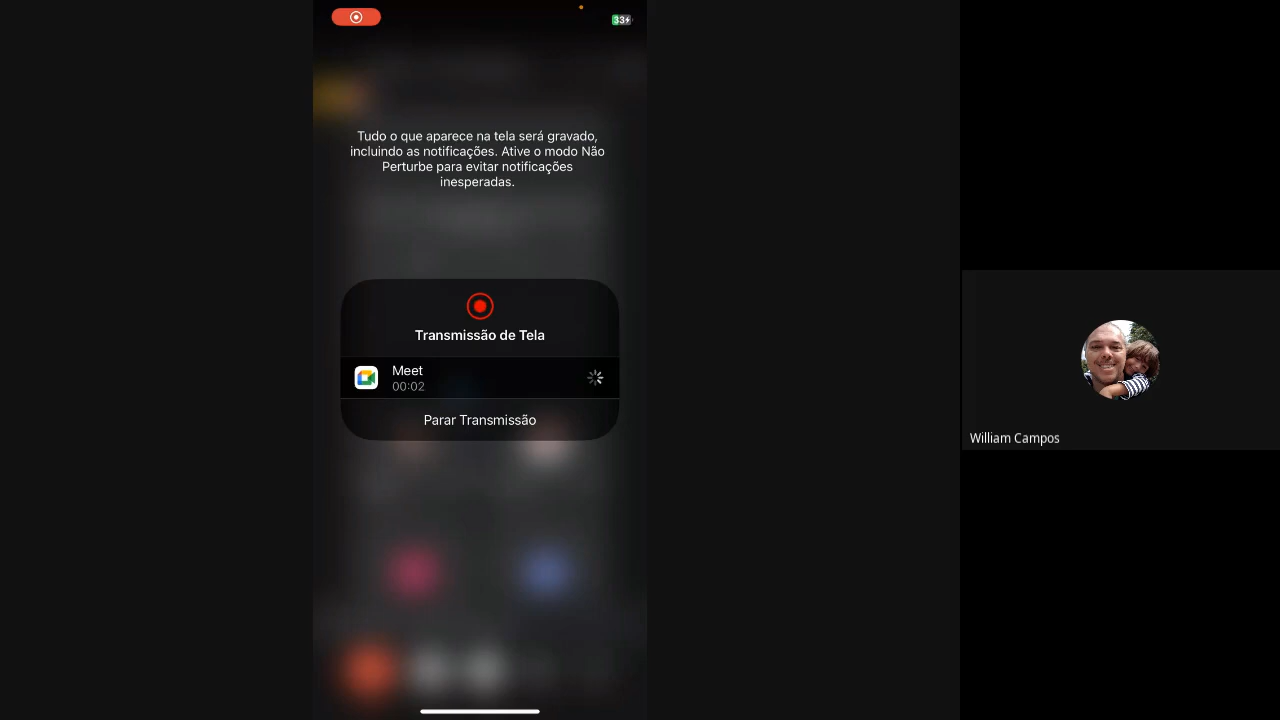 33
Tudo o que aparece na tela será gravado,
incluindo as notificações. Ative o modo Não
Perturbe para evitar notificações
inesperadas.
Transmissão de Tela
Meet
00:02
Parar Transmissão
William Campos